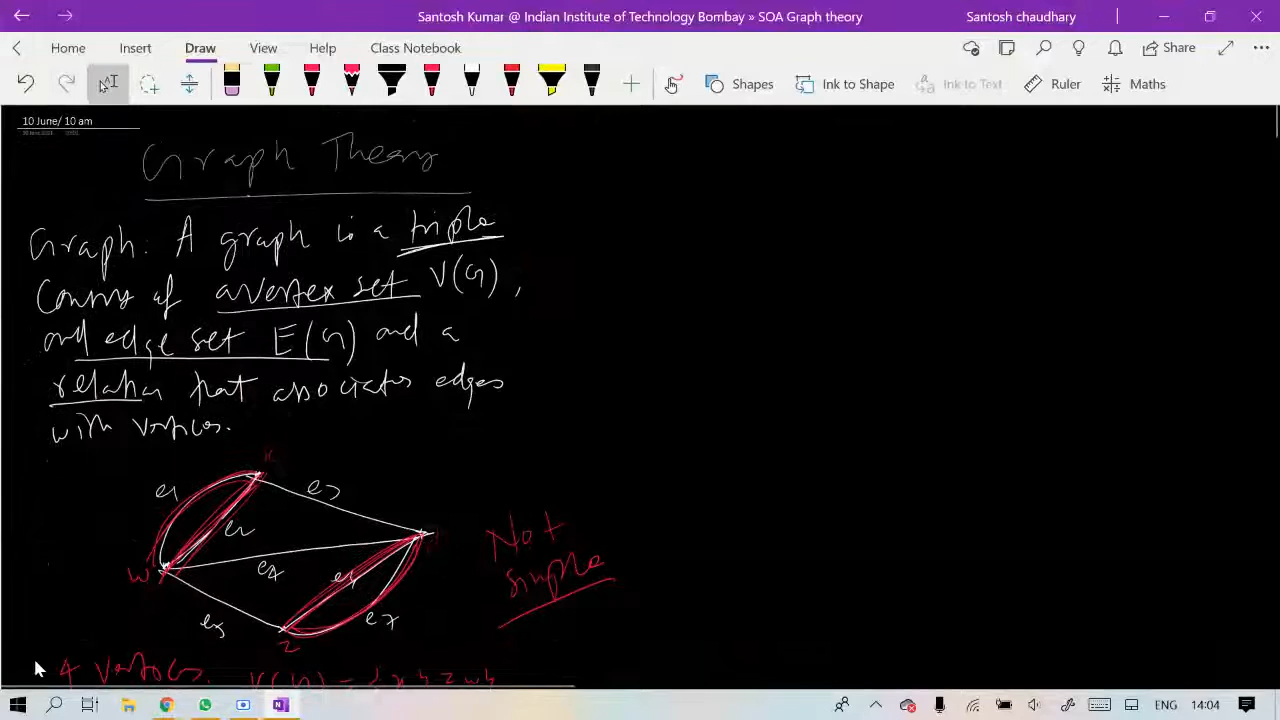 Santosh Kumar @ Indian Institute of Technology Bombay » SOA Graph theory
Santosh chaudhary
Home Insert Draw View Help Class Notebook
Share
Shapes Ink to Shape Ink to Text Ruler Maths
10 June/ 10 am
Graph Theory
Graph: A graph is a triple
Consis of a vertex set V(G),
and edge set E(G) and a
relation that associates edges
with vertices.
e1 e3
e2
Not
w e4
simple
e5 e7
z
4 vertices. V(G) = {x y z w}
ENG 14:04